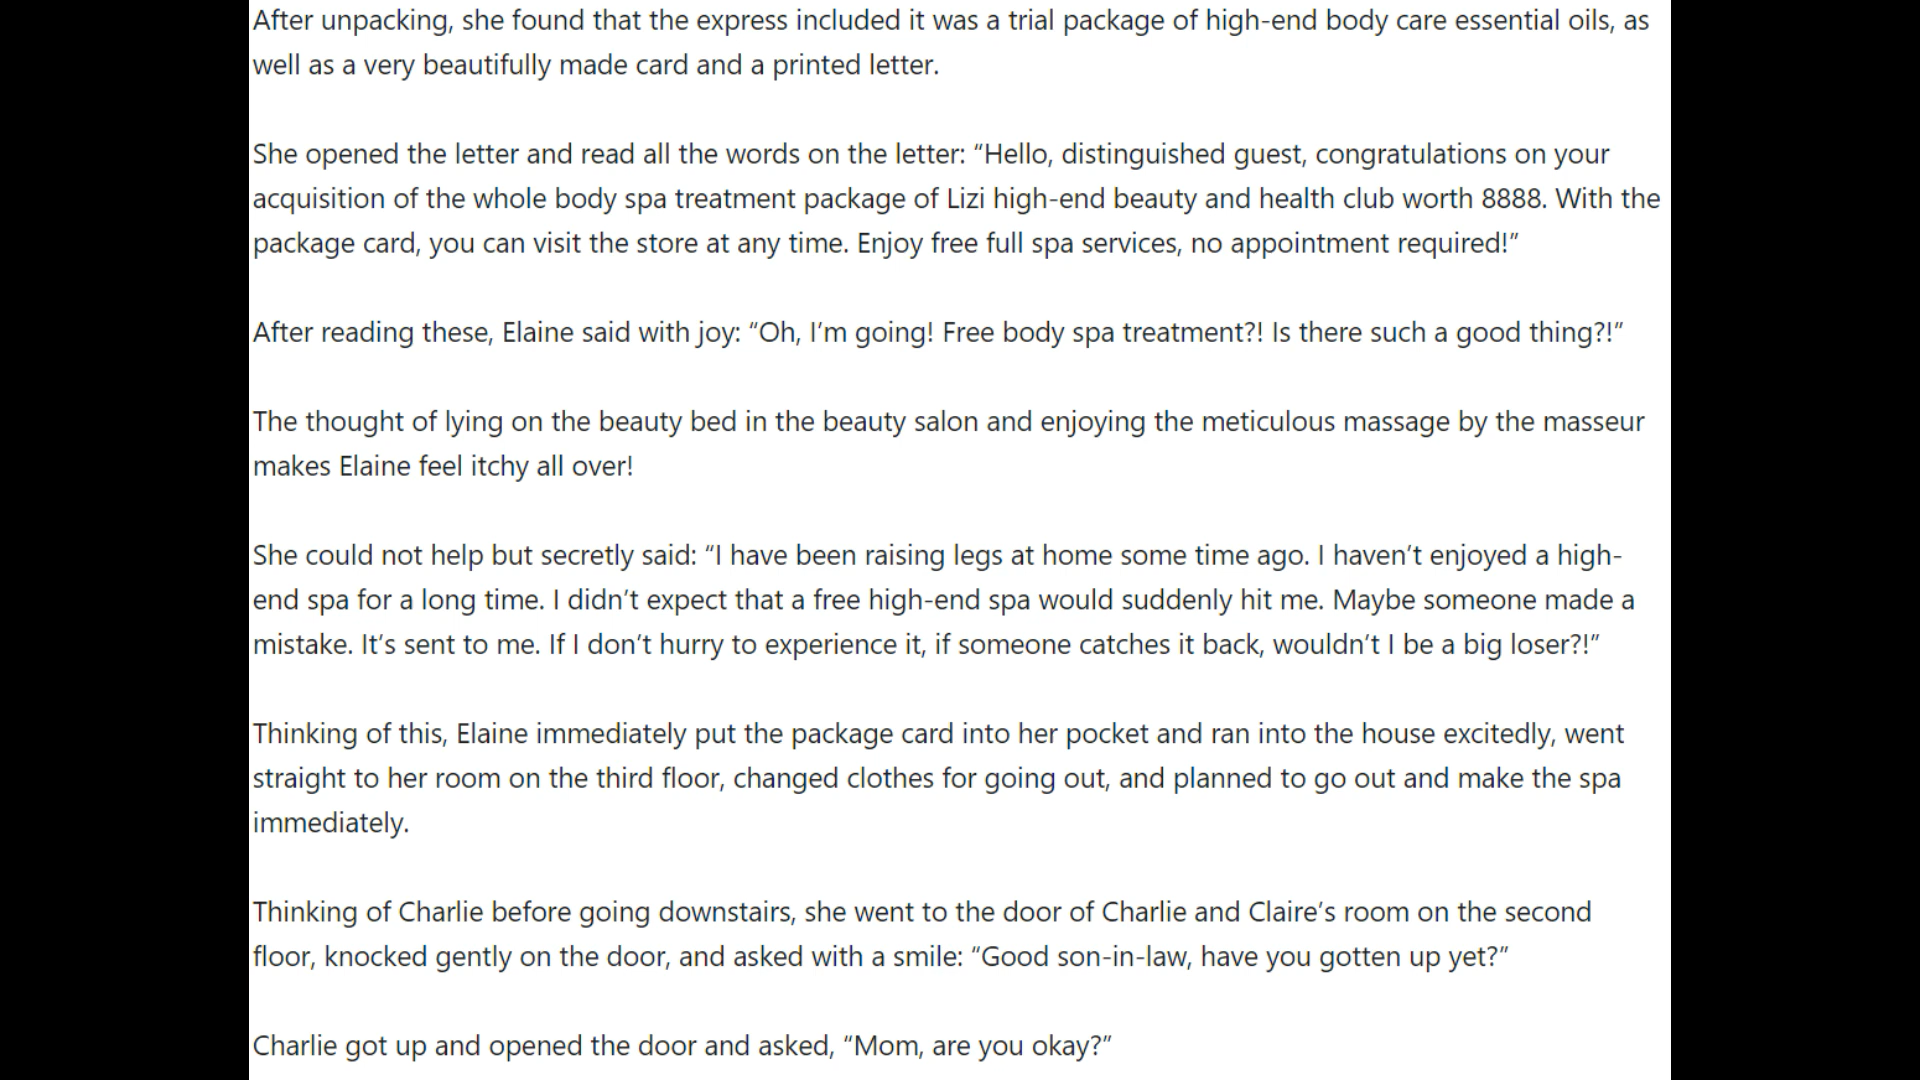 After unpacking, she found that the express included it was a trial package of high-end body care essential oils, as
well as a very beautifully made card and a printed letter.
She opened the letter and read all the words on the letter: “Hello, distinguished guest, congratulations on your
acquisition of the whole body spa treatment package of Lizi high-end beauty and health club worth 8888. With the
package card, you can visit the store at any time. Enjoy free full spa services, no appointment required!”
After reading these, Elaine said with joy: “Oh, I’m going! Free body spa treatment?! Is there such a good thing?!”
The thought of lying on the beauty bed in the beauty salon and enjoying the meticulous massage by the masseur
makes Elaine feel itchy all over!
She could not help but secretly said: “I have been raising legs at home some time ago. I haven’t enjoyed a high-
end spa for a long time. I didn’t expect that a free high-end spa would suddenly hit me. Maybe someone made a
mistake. It’s sent to me. If I don’t hurry to experience it, if someone catches it back, wouldn’t I be a big loser?!”
Thinking of this, Elaine immediately put the package card into her pocket and ran into the house excitedly, went
straight to her room on the third floor, changed clothes for going out, and planned to go out and make the spa
immediately.
Thinking of Charlie before going downstairs, she went to the door of Charlie and Claire’s room on the second
floor, knocked gently on the door, and asked with a smile: “Good son-in-law, have you gotten up yet?”
Charlie got up and opened the door and asked, “Mom, are you okay?”